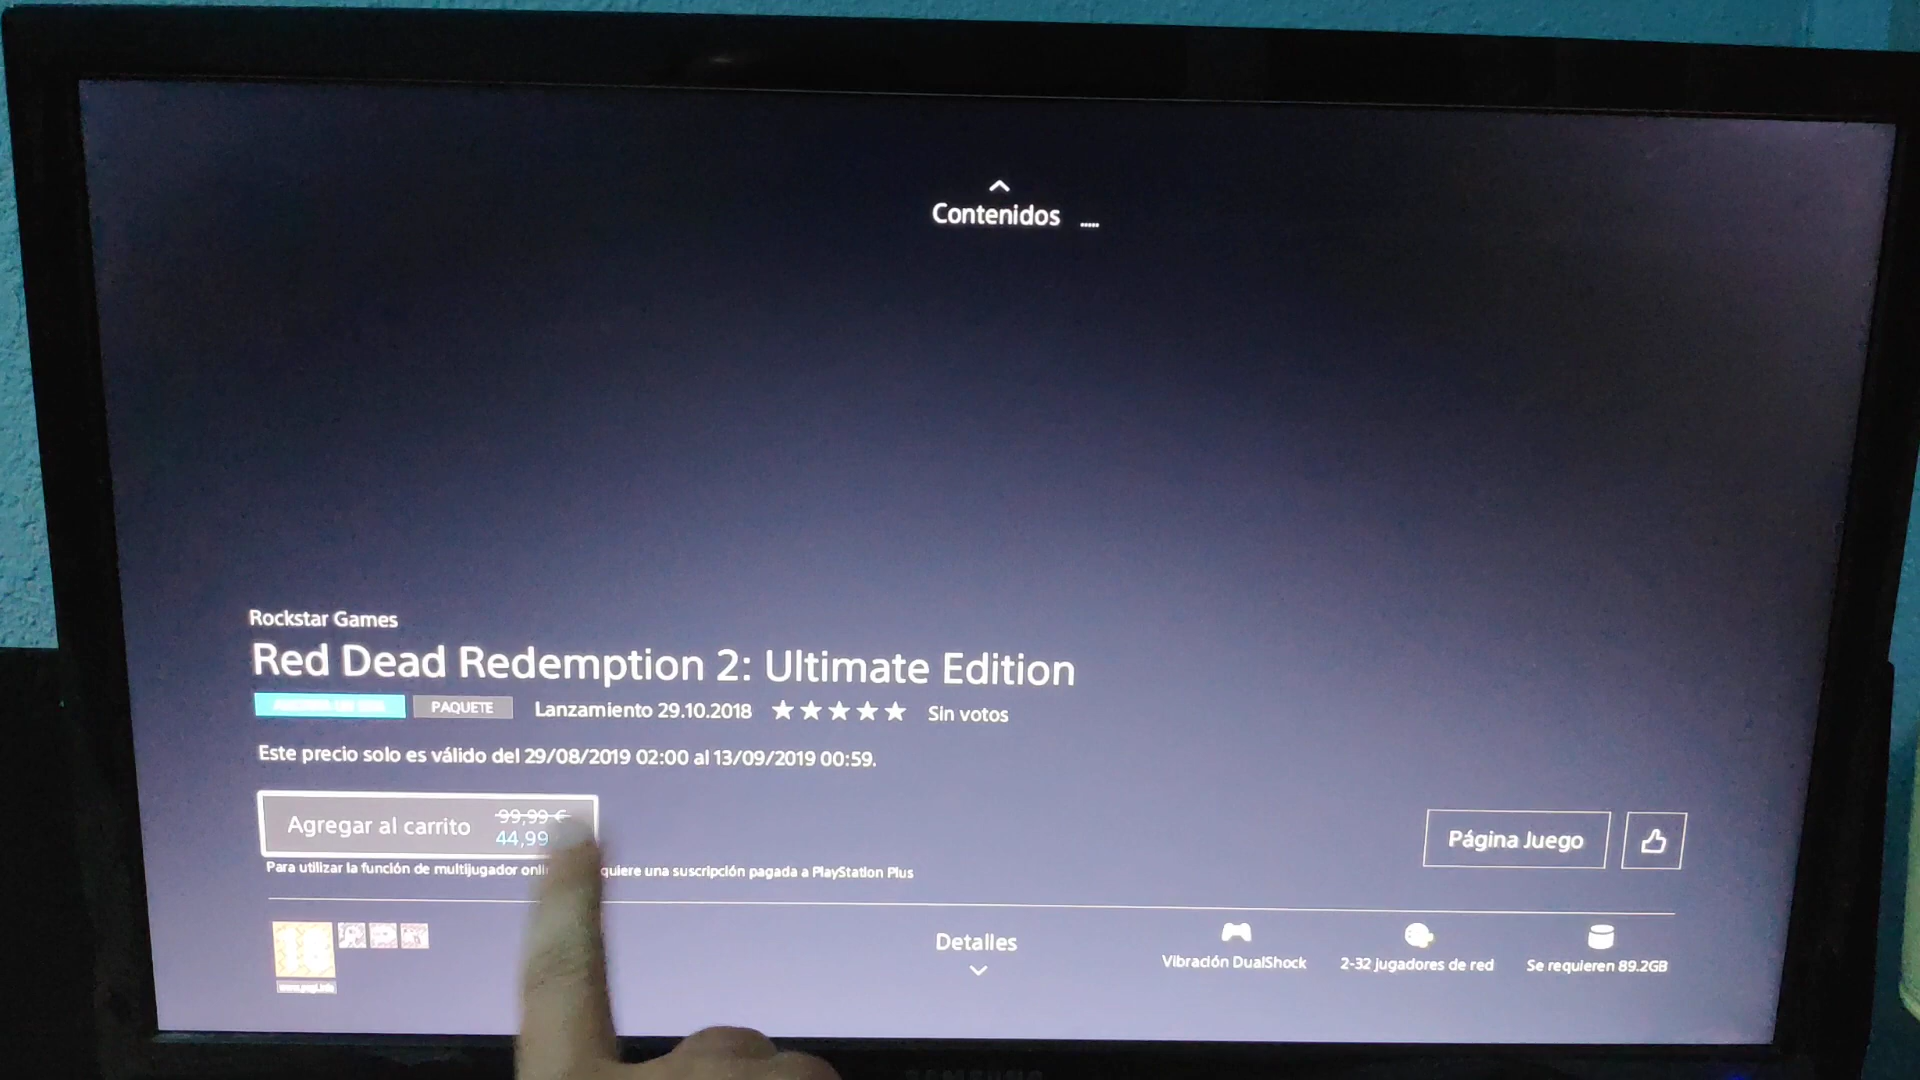 Contenidos .....
Rockstar Games
Red Dead Redemption 2: Ultimate Edition
PAQUETE Lanzamiento 29.10.2018 ★★★★★ Sin votos
Este precio solo es válido del 29/08/2019 02:00 al 13/09/2019 00:59.
Agregar al carrito 99,99 €
44,99
Para utilizar la función de multijugador quiere una suscripción pagada a PlayStation Plus
Página Juego
Detalles
Vibración DualShock
2-32 jugadores de red
Se requieren 89.2GB